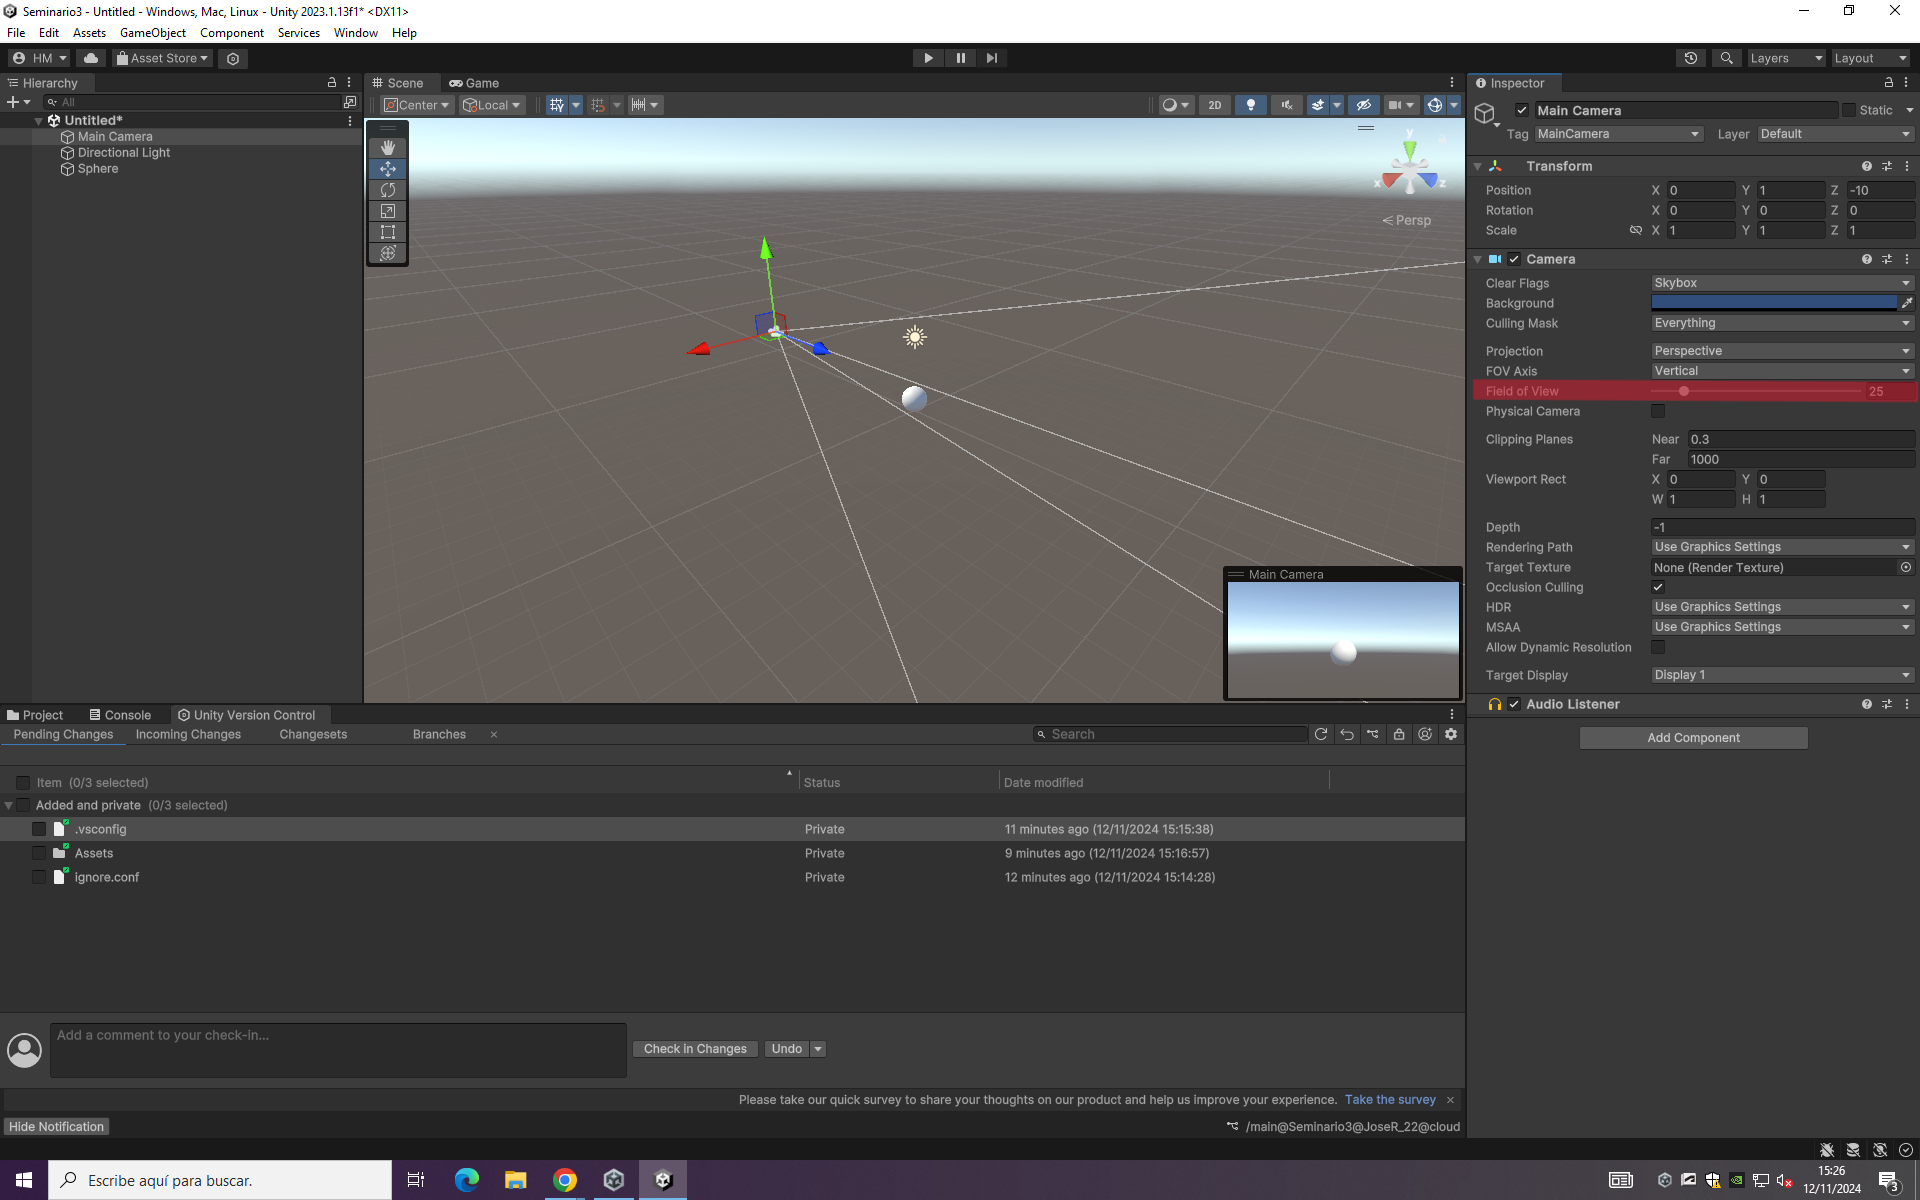 Seminario3 - Untitled - Windows, Mac, Linux - Unity 2023.1.13f1* <DX11>
File Edit Assets GameObject Component Services Window Help
HM Asset Store Layers Layout
Hierarchy
All
Untitled*
Main Camera
Directional Light
Sphere
Scene Game
Center Local 2D
y
x z
Persp
Main Camera
Inspector
Main Camera Static
Tag MainCamera Layer Default
Transform
Position X 0 Y 1 Z -10
Rotation X 0 Y 0 Z 0
Scale X 1 Y 1 Z 1
Camera
Clear Flags Skybox
Background
Culling Mask Everything
Projection Perspective
FOV Axis Vertical
Field of View 25
Physical Camera
Clipping Planes Near 0.3
Far 1000
Viewport Rect X 0 Y 0
W 1 H 1
Depth -1
Rendering Path Use Graphics Settings
Target Texture None (Render Texture)
Occlusion Culling
HDR Use Graphics Settings
MSAA Use Graphics Settings
Allow Dynamic Resolution
Target Display Display 1
Audio Listener
Add Component
Project Console Unity Version Control
Pending Changes Incoming Changes Changesets Branches Search
Item (0/3 selected) Status Date modified
Added and private (0/3 selected)
.vsconfig Private 11 minutes ago (12/11/2024 15:15:38)
Assets Private 9 minutes ago (12/11/2024 15:16:57)
ignore.conf Private 12 minutes ago (12/11/2024 15:14:28)
Add a comment to your check-in...
Check in Changes Undo
Please take our quick survey to share your thoughts on our product and help us improve your experience. Take the survey
Hide Notification
/main@Seminario3@JoseR_22@cloud
Escribe aquí para buscar.
15:26
12/11/2024
3